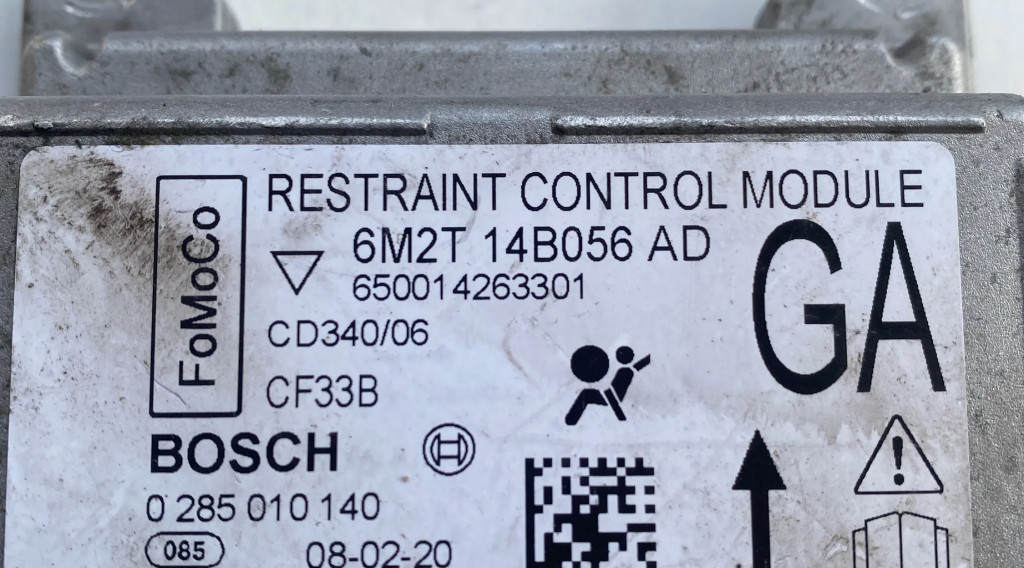 FoMoCo
RESTRAINT CONTROL MODULE
6M2T 14B056 AD
650014263301
GA
CD340/06
CF33B
BOSCH
0 285 010 140
085
08-02-20